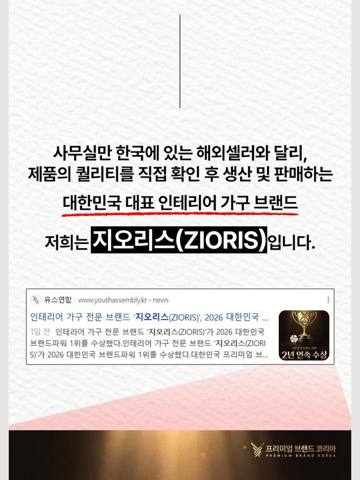 사무실만 한국에 있는 해외셀러와 달리,
제품의 퀄리티를 직접 확인 후 생산 및 판매하는
대한민국 대표 인테리어 가구 브랜드
저희는 지오리스(ZIORIS)입니다.
유스연합 · www.youthassembly.kr › news
인테리어 가구 전문 브랜드 '지오리스(ZIORIS)', 2026 대한민국 ...
1일 전 인테리어 가구 전문 브랜드 '지오리스(ZIORIS)'가 2026 대한민국
브랜드파워 1위를 수상했다.인테리어 가구 전문 브랜드 '지오리스(ZIORI
S)'가 2026 대한민국 브랜드파워 1위를 수상했다.대한민국 프리미엄 브...
2년 연속 수상
프리미엄 브랜드 코리아
PREMIUM BRAND KOREA